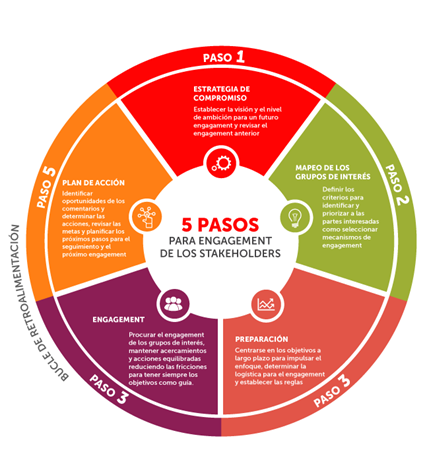 PASO 1
ESTRATEGIA DE
COMPROMISO
Establecer la visión y el nivel
de ambición para un futuro
engagament y revisar el
engagement anterior
PASO 2
MAPEO DE LOS
GRUPOS DE INTERÉS
Definir los
criterios para
identificar y
priorizar a las
partes interesadas
como seleccionar
mecanismos de
engagement
PASO 3
PREPARACIÓN
Centrarse en los objetivos a
largo plazo para impulsar el
enfoque, determinar la
logística para el engagement
y establecer las reglas
PASO 3
ENGAGEMENT
Procurar el engagement
de los grupos de interés,
mantener acercamientos
y acciones equilibradas
reduciendo las fricciones
para tener siempre los
objetivos como guía.
PASO 5
PLAN DE ACCIÓN
Identificar
oportunidades de los
comentarios y
determinar las
acciones, revisar las
metas y planificar los
próximos pasos para el
seguimiento y el
próximo engagement
5 PASOS
PARA ENGAGEMENT
DE LOS STAKEHOLDERS
BUCLE DE RETROALIMENTACIÓN